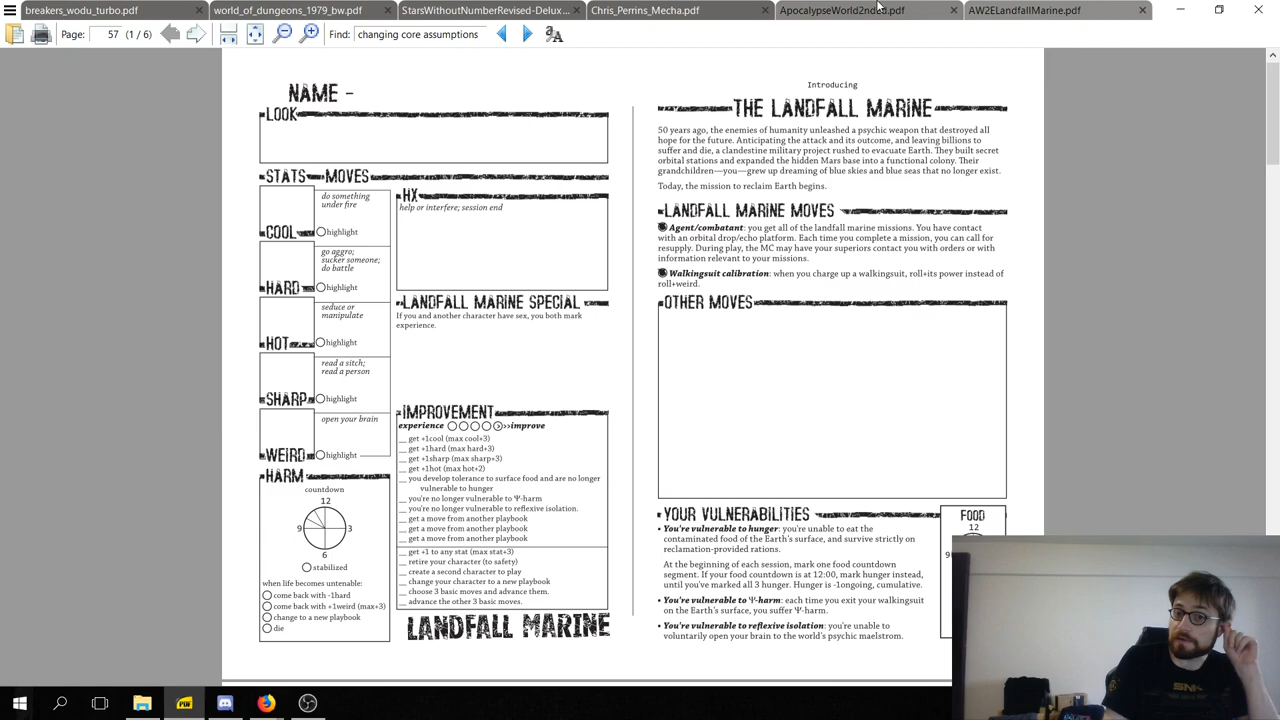 breakers_wodu_turbo.pdf
world_of_dungeons_1979_bw.pdf
StarsWithoutNumberRevised-Delux ...
Chris_Perrins_Mecha.pdf
ApocalypseWorld2nded.pdf
AW2ELandfallMarine.pdf
Page:
57 (1 / 6)
Find:
changing core assumptions
NAME -
LOOK
STATS
MOVES
do something
under fire
COOL
highlight
go aggro;
sucker someone;
do battle
HARD
highlight
seduce or
manipulate
HOT
highlight
read a sitch;
read a person
SHARP
highlight
open your brain
WEIRD
highlight
HARM
countdown
12
9
3
6
stabilized
when life becomes untenable:
come back with -1hard
come back with +1weird (max+3)
change to a new playbook
die
HX
help or interfere; session end
LANDFALL MARINE SPECIAL
If you and another character have sex, you both mark
experience.
IMPROVEMENT
experience >>>improve
__ get +1cool (max cool+3)
__ get +1hard (max hard+3)
__ get +1sharp (max sharp+3)
__ get +1hot (max hot+2)
__ you develop tolerance to surface food and are no longer
vulnerable to hunger
__ you're no longer vulnerable to Ψ-harm
__ you're no longer vulnerable to reflexive isolation.
__ get a move from another playbook
__ get a move from another playbook
__ get a move from another playbook
__ get +1 to any stat (max stat+3)
__ retire your character (to safety)
__ create a second character to play
__ change your character to a new playbook
__ choose 3 basic moves and advance them.
__ advance the other 3 basic moves.
LANDFALL MARINE
Introducing
THE LANDFALL MARINE
50 years ago, the enemies of humanity unleashed a psychic weapon that destroyed all
hope for the future. Anticipating the attack and its outcome, and leaving billions to
suffer and die, a clandestine military project rushed to evacuate Earth. They built secret
orbital stations and expanded the hidden Mars base into a functional colony. Their
grandchildren—you—grew up dreaming of blue skies and blue seas that no longer exist.
Today, the mission to reclaim Earth begins.
LANDFALL MARINE MOVES
Agent/combatant: you get all of the landfall marine missions. You have contact
with an orbital drop/echo platform. Each time you complete a mission, you can call for
resupply. During play, the MC may have your superiors contact you with orders or with
information relevant to your missions.
Walkingsuit calibration: when you charge up a walkingsuit, roll+its power instead of
roll+weird.
OTHER MOVES
YOUR VULNERABILITIES
• You're vulnerable to hunger: you're unable to eat the
contaminated food of the Earth's surface, and survive strictly on
reclamation-provided rations.
At the beginning of each session, mark one food countdown
segment. If your food countdown is at 12:00, mark hunger instead,
until you've marked all 3 hunger. Hunger is -1ongoing, cumulative.
• You're vulnerable to Ψ-harm: each time you exit your walkingsuit
on the Earth's surface, you suffer Ψ-harm.
• You're vulnerable to reflexive isolation: you're unable to
voluntarily open your brain to the world's psychic maelstrom.
FOOD
12
9
SNK